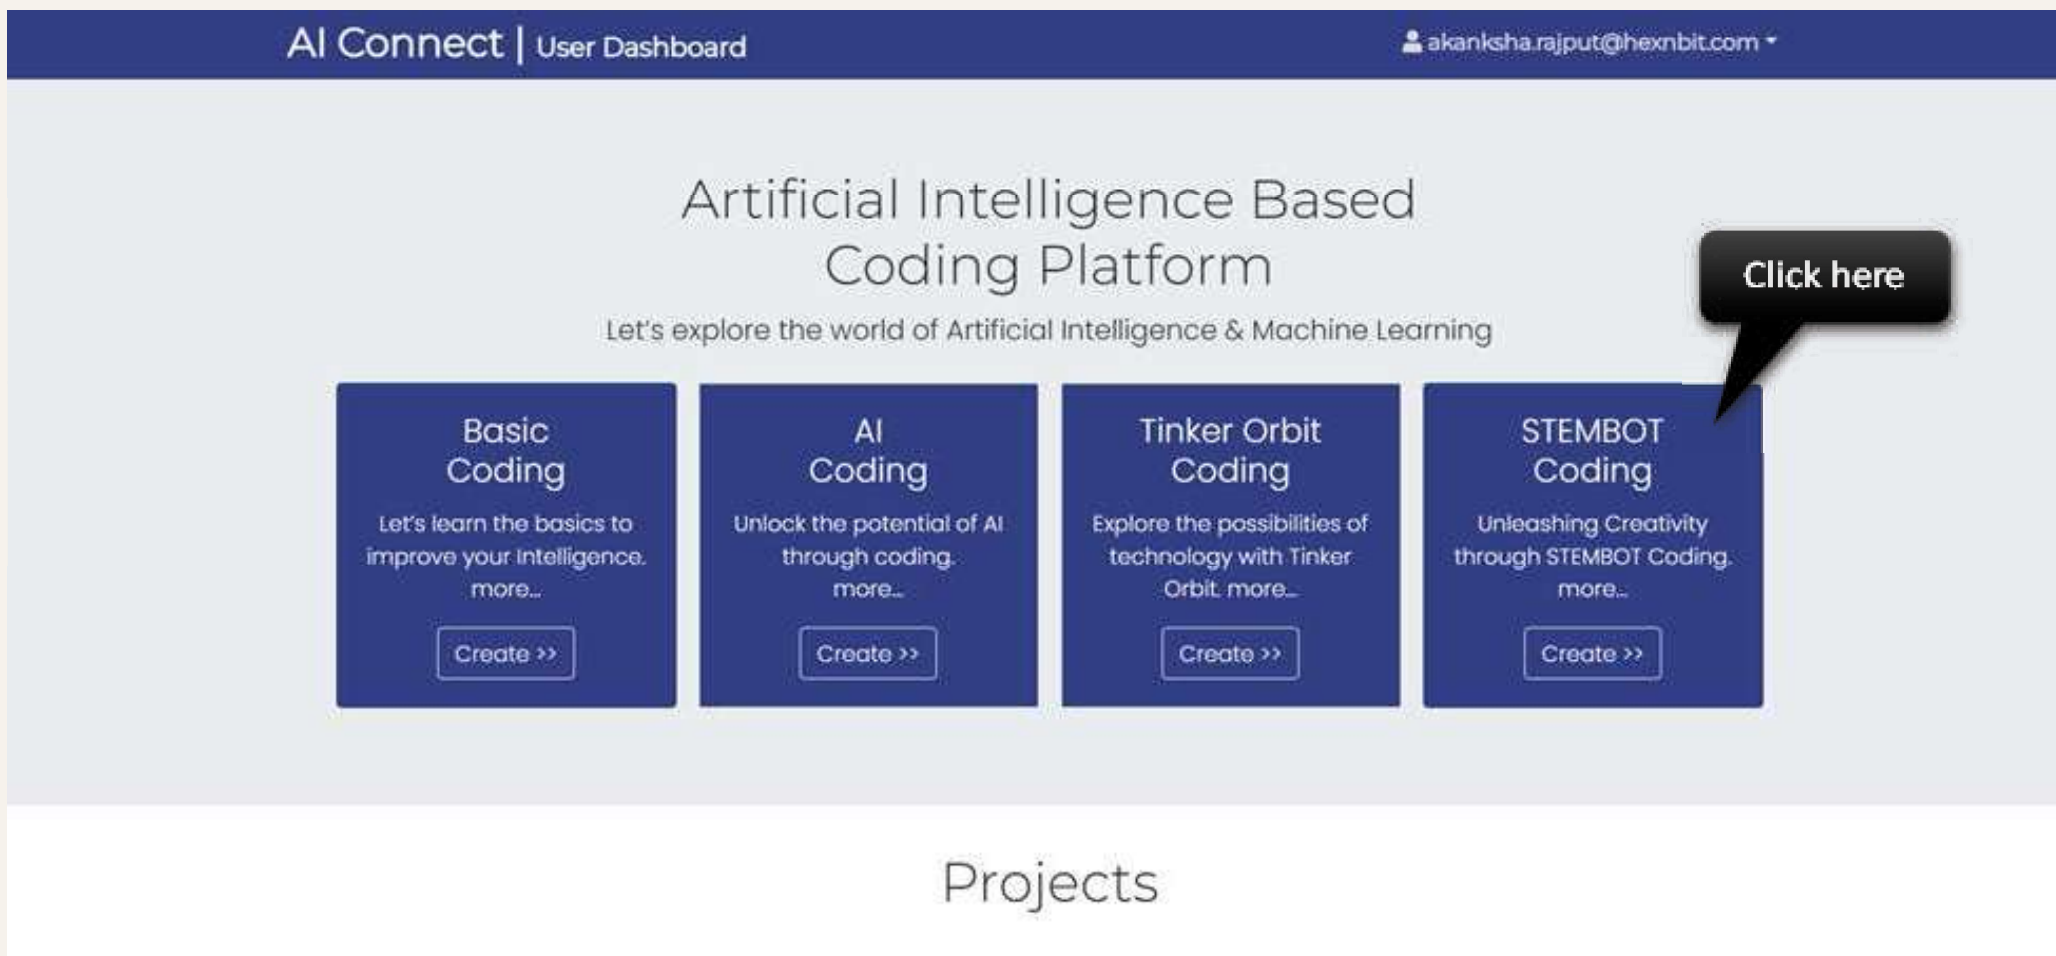 AI Connect | User Dashboard
akanksha.rajput@hexnbit.com
Artificial Intelligence Based
Coding Platform
Click here
Let's explore the world of Artificial Intelligence & Machine Learning
Basic
Coding
Let's learn the basics to
improve your Intelligence.
more...
Create >>
AI
Coding
Unlock the potential of AI
through coding.
more...
Create >>
Tinker Orbit
Coding
Explore the possibilities of
technology with Tinker
Orbit. more...
Create >>
STEMBOT
Coding
Unleashing Creativity
through STEMBOT Coding.
more...
Create >>
Projects